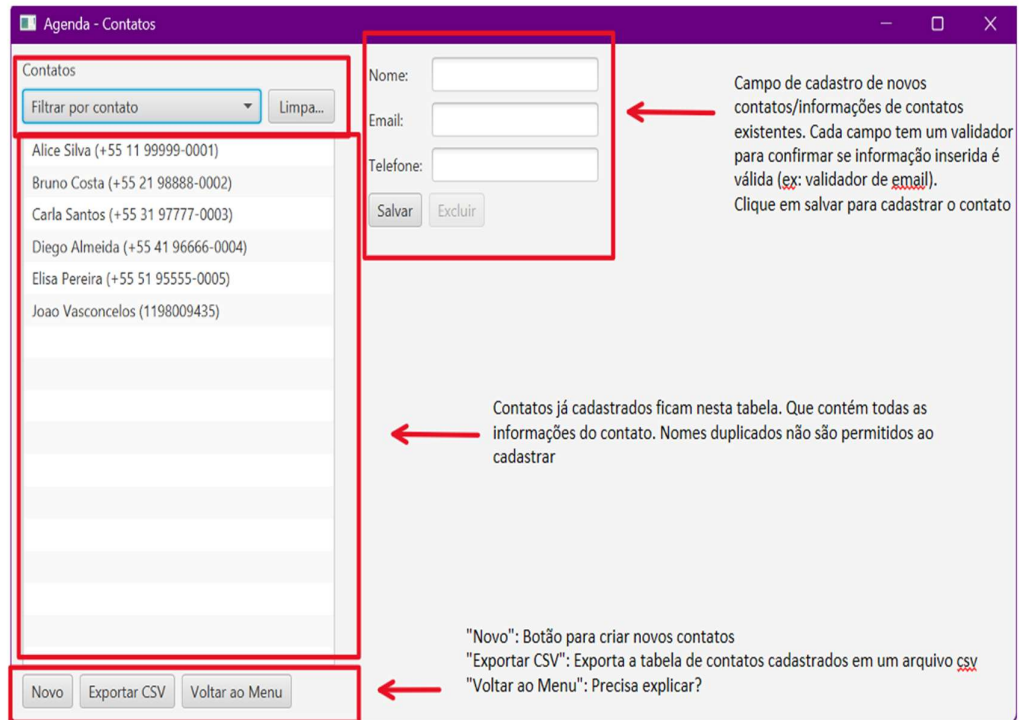 Agenda - Contatos
Contatos
Filtrar por contato
Limpa...
Alice Silva (+55 11 99999-0001)
Bruno Costa (+55 21 98888-0002)
Carla Santos (+55 31 97777-0003)
Diego Almeida (+55 41 96666-0004)
Elisa Pereira (+55 51 95555-0005)
Joao Vasconcelos (1198009435)
Nome:
Email:
Telefone:
Salvar
Excluir
Campo de cadastro de novos
contatos/informações de contatos
existentes. Cada campo tem um validador
para confirmar se informação inserida é
válida (ex: validador de email).
Clique em salvar para cadastrar o contato
Contatos já cadastrados ficam nesta tabela. Que contém todas as
informações do contato. Nomes duplicados não são permitidos ao
cadastrar
"Novo": Botão para criar novos contatos
"Exportar CSV": Exporta a tabela de contatos cadastrados em um arquivo csv
"Voltar ao Menu": Precisa explicar?
Novo
Exportar CSV
Voltar ao Menu